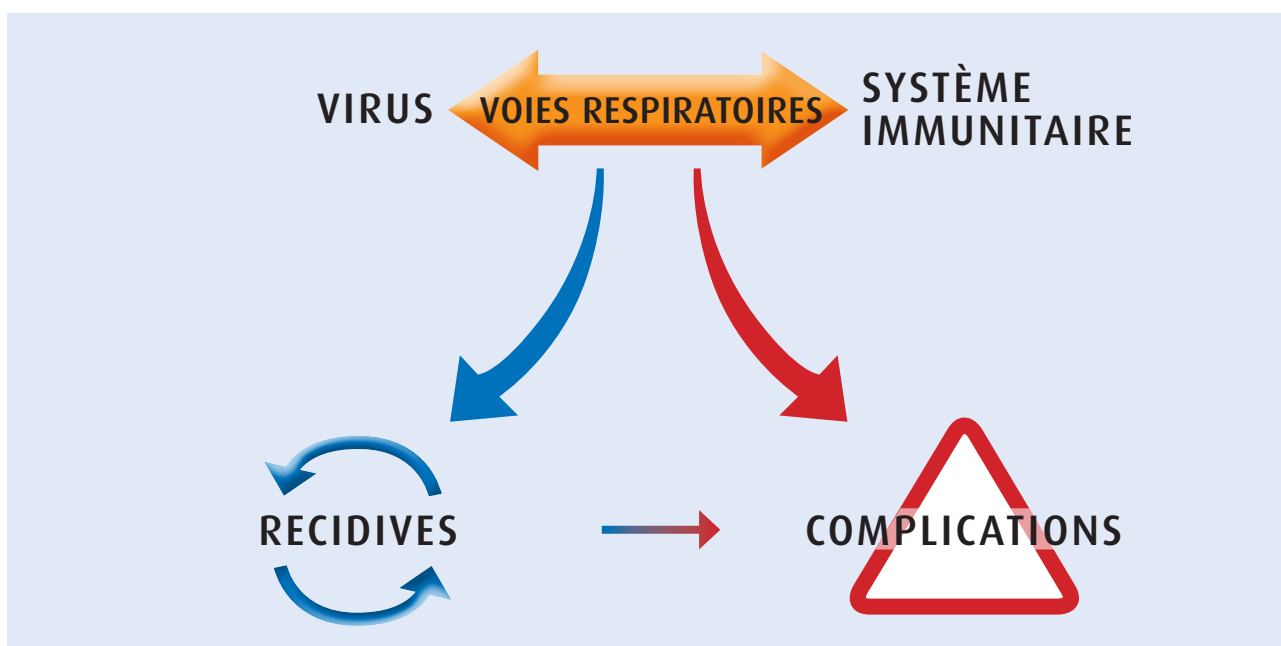 VIRUS
VOIES RESPIRATOIRES
SYSTÈME
IMMUNITAIRE
RECIDIVES
COMPLICATIONS